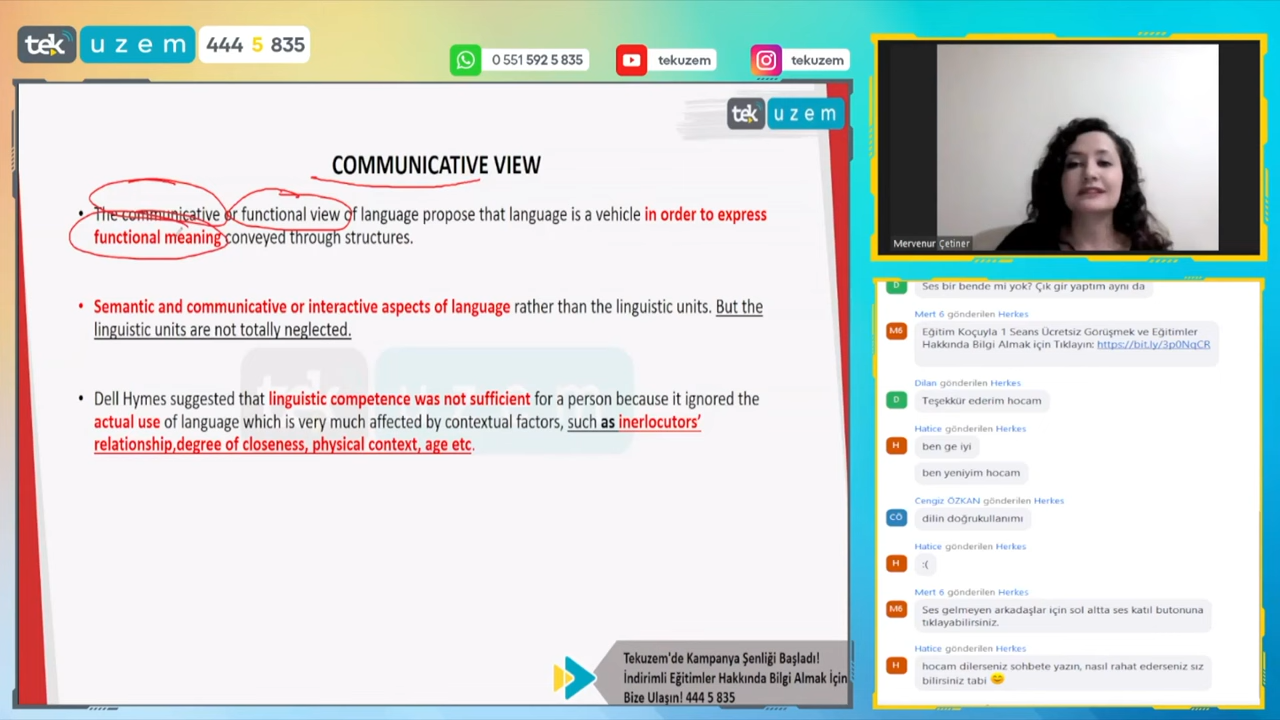 tek uzem 444 5 835
0 551 592 5 835
tekuzem
tekuzem
tek uzem
COMMUNICATIVE VIEW
• The communicative or functional view of language propose that language is a vehicle in order to express
functional meaning conveyed through structures.
• Semantic and communicative or interactive aspects of language rather than the linguistic units. But the
linguistic units are not totally neglected.
• Dell Hymes suggested that linguistic competence was not sufficient for a person because it ignored the
actual use of language which is very much affected by contextual factors, such as inerlocutors’
relationship,degree of closeness, physical context, age etc.
tek uzem
Tekuzem'de Kampanya Şenliği Başladı!
İndirimli Eğitimler Hakkında Bilgi Almak İçin
Bize Ulaşın! 444 5 835
Mervenur Çetiner
D
Ses bir bende mi yok? Çık gir yaptım aynı da
Mert 6 gönderilen Herkes
M6
Eğitim Koçuyla 1 Seans Ücretsiz Görüşmek ve Eğitimler
Hakkında Bilgi Almak için Tıklayın: https://bit.ly/3p0NqCR
Dilan gönderilen Herkes
D
Teşekkür ederim hocam
Hatice gönderilen Herkes
H
ben ge iyi
ben yeniyim hocam
Cengiz ÖZKAN gönderilen Herkes
CÖ
dilin doğrukullanımı
Hatice gönderilen Herkes
H
:(
Mert 6 gönderilen Herkes
M6
Ses gelmeyen arkadaşlar için sol altta ses katıl butonuna
tıklayabilirsiniz.
Hatice gönderilen Herkes
H
hocam dilerseniz sohbete yazın, nasıl rahat ederseniz sız
bilirsiniz tabi 😊